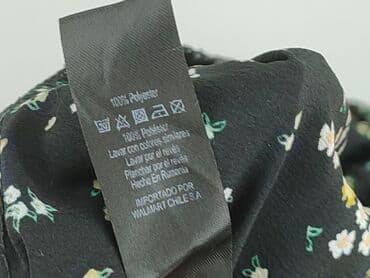 100% Polyester
100% Poliéster
Lavar con colores similares
Lavar por el revés
Planchar por el revés
Hecho En Rumania
IMPORTADO POR
WALMART CHILE S.A